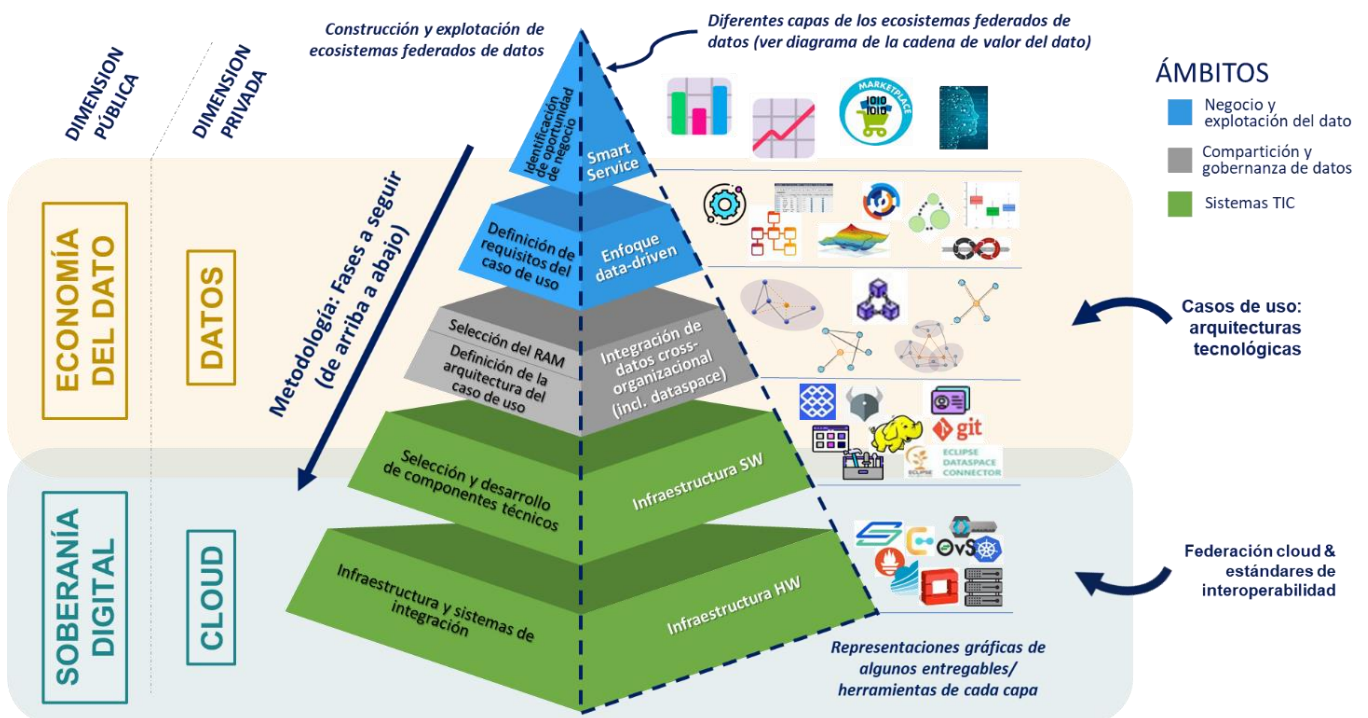 Construcción y explotación de
ecosistemas federados de datos
Diferentes capas de los ecosistemas federados de
datos (ver diagrama de la cadena de valor del dato)
DIMENSION
PÚBLICA
DIMENSION
PRIVADA
ÁMBITOS
Negocio y
explotación del dato
Compartición y
gobernanza de datos
Sistemas TIC
MARKETPLACE
1010
1010
Identificación
de oportunidad
de negocio
Smart
Service
Metodología: Fases a seguir
(de arriba a abajo)
ECONOMÍA
DEL DATO
DATOS
Definición de
requisitos del
caso de uso
Enfoque
data-driven
Selección del RAM
Definición de la
arquitectura del
caso de uso
Integración de
datos cross-
organizacional
(incl. dataspace)
Casos de uso:
arquitecturas
tecnológicas
git
ECLIPSE
DATASPACE
CONNECTOR
ECLIPSE
Selección y desarrollo
de componentes técnicos
Infraestructura SW
SOBERANÍA
DIGITAL
CLOUD
Infraestructura y sistemas de
integración
Infraestructura HW
OvS
Federación cloud &
estándares de
interoperabilidad
Representaciones gráficas de
algunos entregables/
herramientas de cada capa